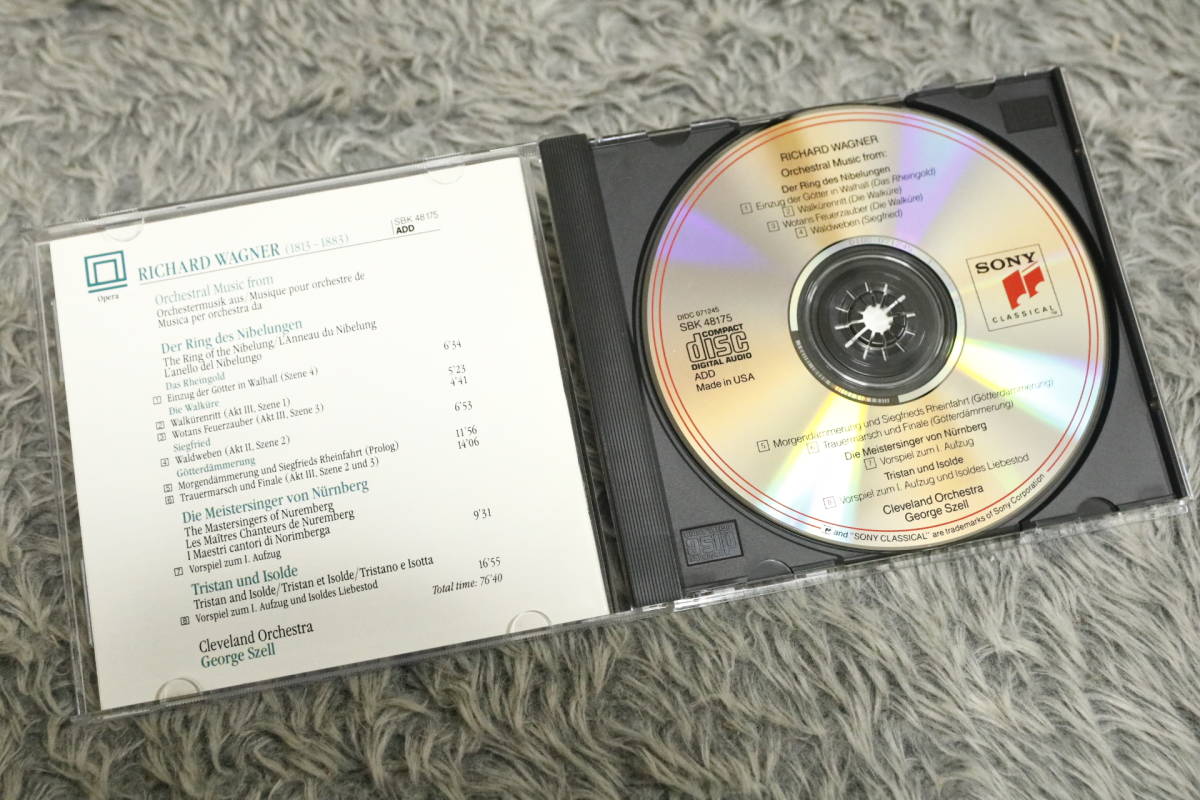 SBK 48175
ADD
Opera
RICHARD WAGNER (1813-1883)
Orchestral Music from
Orchestermusik aus/Musique pour orchestre de
Musica per orchestra da
Der Ring des Nibelungen
The Ring of the Nibelung/L'Anneau du Nibelung
L'anello del Nibelungo
Das Rheingold
1 Einzug der Götter in Walhall (Szene 4) 6'34
Die Walküre
2 Walkürenritt (Akt III, Szene 1) 5'23
3 Wotans Feuerzauber (Akt III, Szene 3) 4'41
Siegfried
4 Waldweben (Akt II, Szene 2) 6'53
Götterdämmerung
5 Morgendämmerung und Siegfrieds Rheinfahrt (Prolog) 11'56
6 Trauermarsch und Finale (Akt III, Szene 2 und 3) 14'06
Die Meistersinger von Nürnberg
The Mastersingers of Nuremberg
Les Maîtres Chanteurs de Nuremberg
I Maestri cantori di Norimberga
7 Vorspiel zum I. Aufzug 9'31
Tristan und Isolde
Tristan and Isolde/Tristan et Isolde/Tristano e Isotta
8 Vorspiel zum I. Aufzug und Isoldes Liebestod 16'55
Total time: 76'40
Cleveland Orchestra
George Szell
RICHARD WAGNER
Orchestral Music from:
Der Ring des Nibelungen
1 Einzug der Götter in Walhall (Das Rheingold)
2 Walkürenritt (Die Walküre)
3 Wotans Feuerzauber (Die Walküre)
4 Waldweben (Siegfried)
SONY
CLASSICAL
DIDC 071245
SBK 48175
COMPACT
disc
DIGITAL AUDIO
ADD
Made in USA
5 Morgendämmerung und Siegfrieds Rheinfahrt (Götterdämmerung)
6 Trauermarsch und Finale (Götterdämmerung)
Die Meistersinger von Nürnberg
7 Vorspiel zum I. Aufzug
Tristan und Isolde
8 Vorspiel zum I. Aufzug und Isoldes Liebestod
Cleveland Orchestra
George Szell
and "SONY CLASSICAL" are trademarks of Sony Corporation